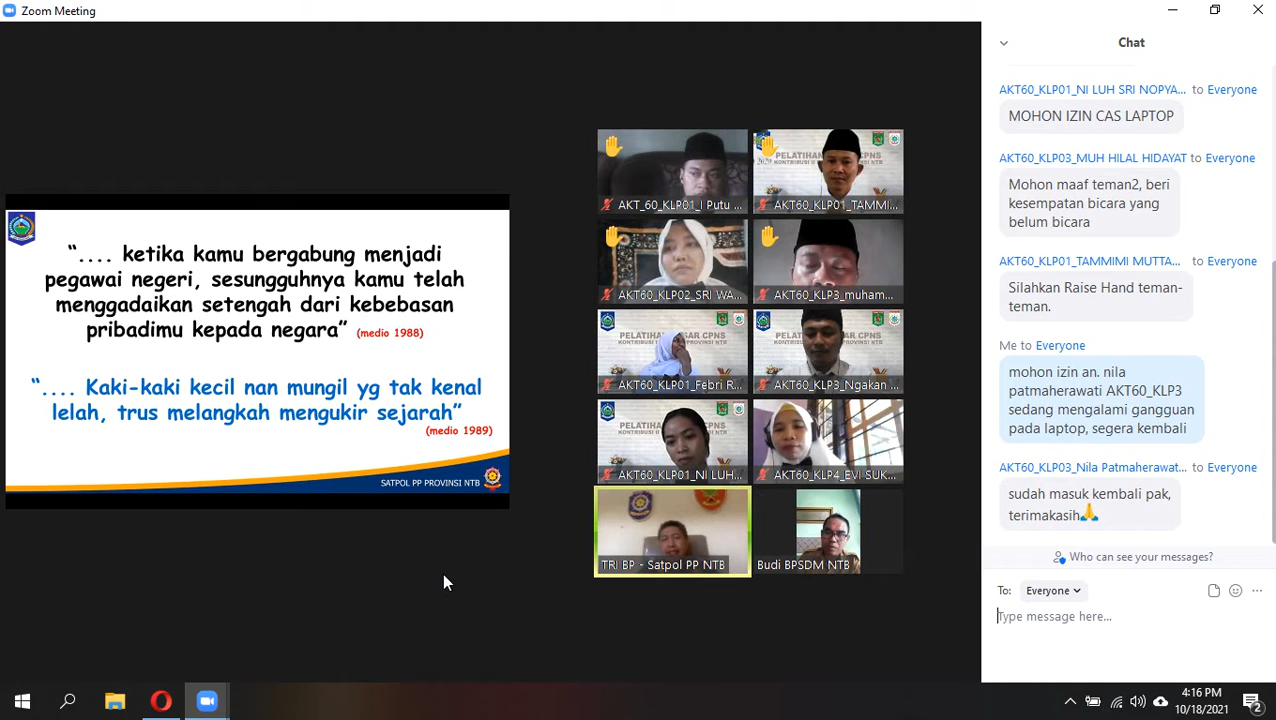 Zoom Meeting
“.... ketika kamu bergabung menjadi
pegawai negeri, sesungguhnya kamu telah
menggadaikan setengah dari kebebasan
pribadimu kepada negara” (medio 1988)
“.... Kaki-kaki kecil nan mungil yg tak kenal
lelah, trus melangkah mengukir sejarah”
(medio 1989)
SATPOL PP PROVINSI NTB
AKT_60_KLP01_I Putu ...
PELATIHAN
CPNS
AKT60_KLP01_TAMMI...
AKT60_KLP02_SRI WA...
AKT60_KLP3_muham...
AKT60_KLP01_Febri R...
AKT60_KLP3_Ngakan ...
AKT60_KLP01_NI LUH...
AKT60_KLP4_EVI SUK...
TRI BP - Satpol PP NTB
Budi BPSDM NTB
Chat
AKT60_KLP01_NI LUH SRI NOPYA... to Everyone
MOHON IZIN CAS LAPTOP
AKT60_KLP03_MUH HILAL HIDAYAT to Everyone
Mohon maaf teman2, beri
kesempatan bicara yang
belum bicara
AKT60_KLP01_TAMMIMI MUTTA... to Everyone
Silahkan Raise Hand teman-
teman.
Me to Everyone
mohon izin an. nila
patmaherawati AKT60_KLP3
sedang mengalami gangguan
pada laptop, segera kembali
AKT60_KLP03_Nila Patmaherawat... to Everyone
sudah masuk kembali pak,
terimakasih🙏
Who can see your messages?
To: Everyone
Type message here...
4:16 PM
10/18/2021
2